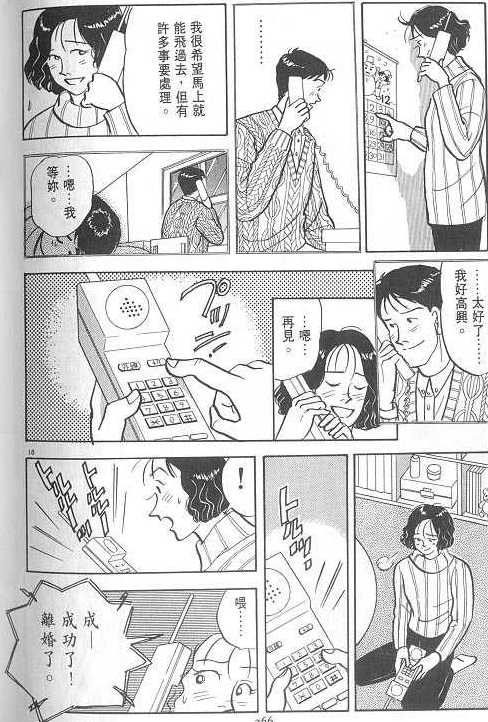 12
……
我很希望馬上就
能飛過去，但有
許多事要處理。
……嗯…我
等妳。
……太好了…
我好高興。
…嗯…
再見。
ピッ
18
！
喂……
成—
成功了！
離婚了。
266